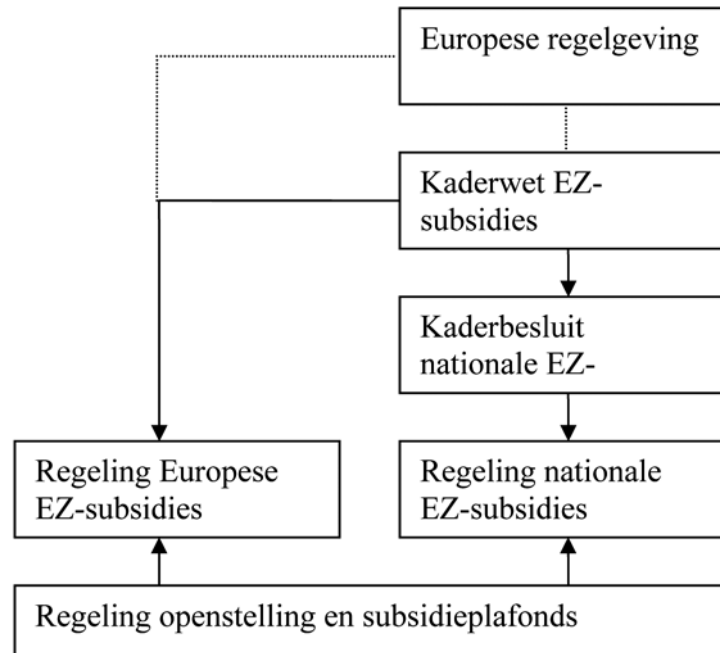 Europese regelgeving
Kaderwet EZ-
subsidies
Kaderbesluit
nationale EZ-
Regeling Europese
EZ-subsidies
Regeling nationale
EZ-subsidies
Regeling openstelling en subsidieplafonds